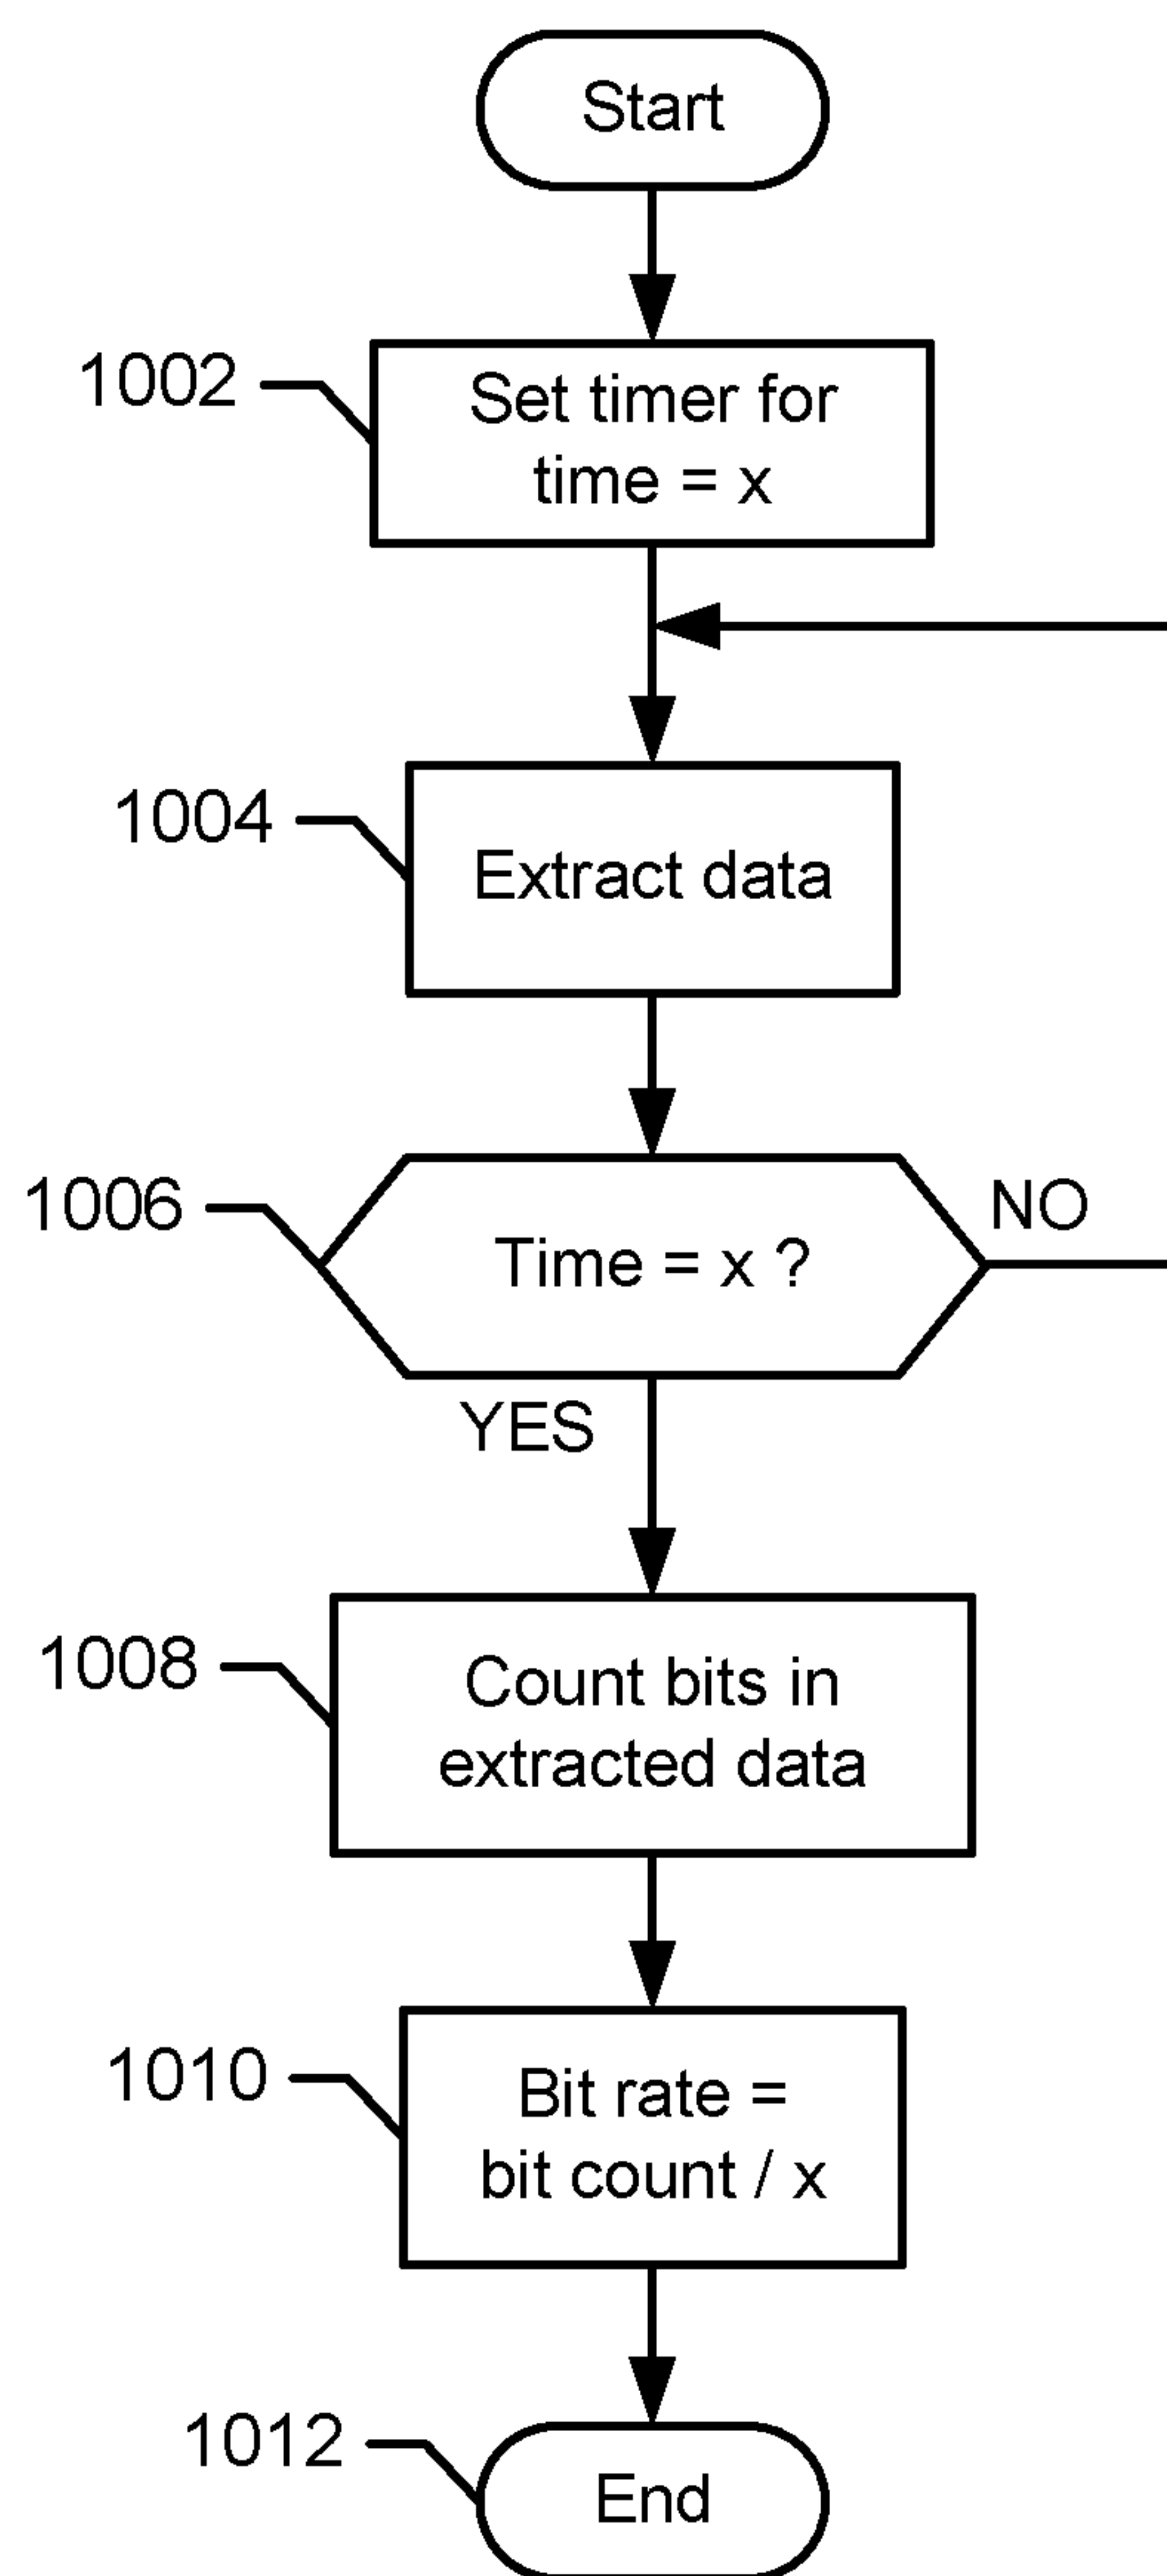 Start
1002
Set timer for
time = x
1004
Extract data
1006
Time = x ?
NO
YES
1008
Count bits in
extracted data
1010
Bit rate =
bit count / x
1012
End